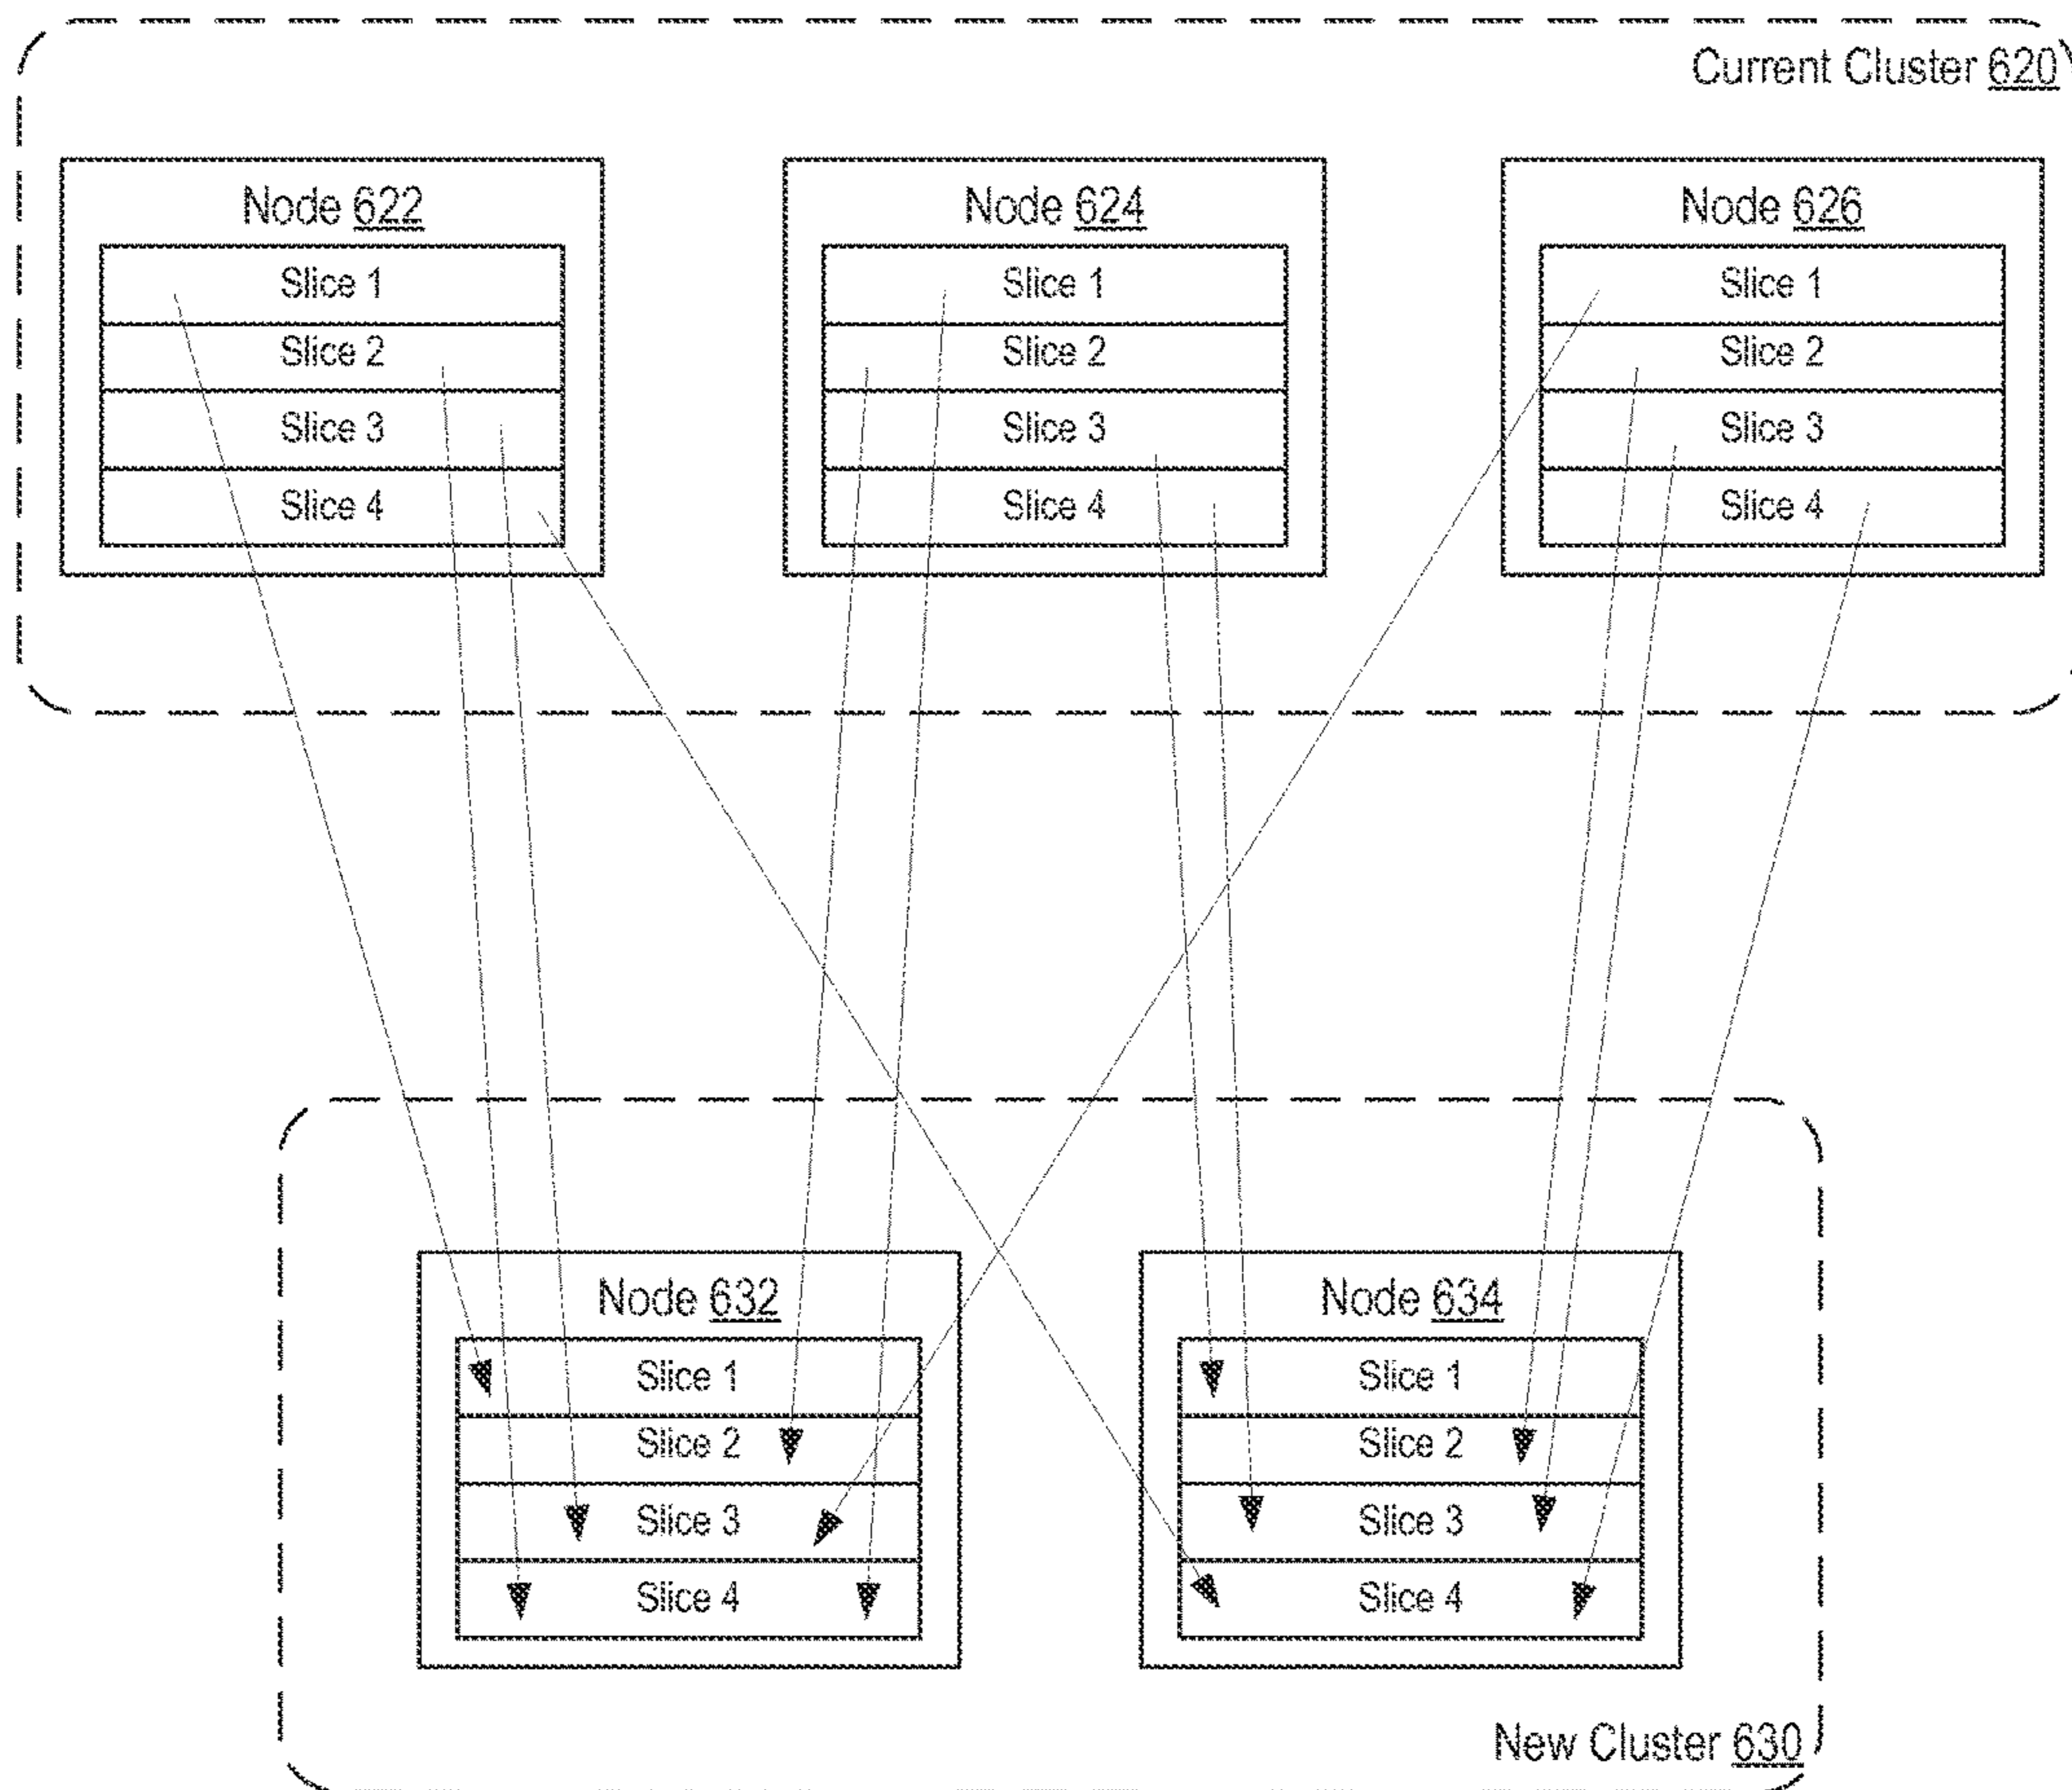 Current Cluster 620
Node 622
Slice 1
Slice 2
Slice 3
Slice 4
Node 624
Slice 1
Slice 2
Slice 3
Slice 4
Node 626
Slice 1
Slice 2
Slice 3
Slice 4
Node 632
Slice 1
Slice 2
Slice 3
Slice 4
Node 634
Slice 1
Slice 2
Slice 3
Slice 4
New Cluster 630